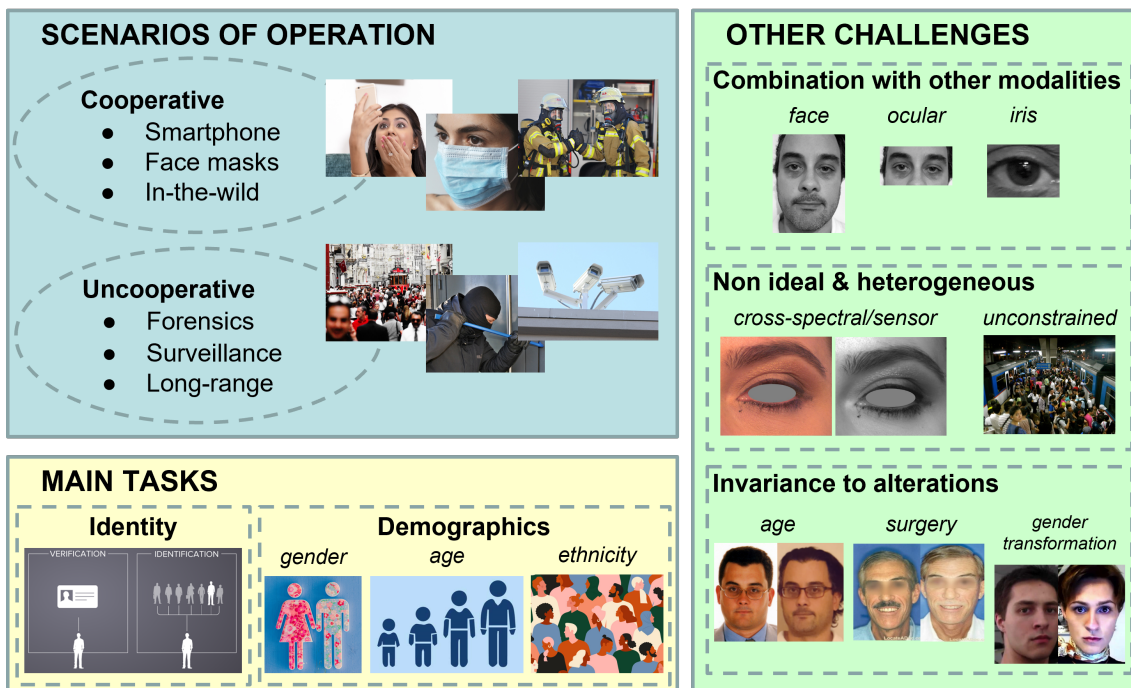 SCENARIOS OF OPERATION
Cooperative
● Smartphone
● Face masks
● In-the-wild
Uncooperative
● Forensics
● Surveillance
● Long-range
MAIN TASKS
Identity
VERIFICATION
IDENTIFICATION
Demographics
gender
age
ethnicity
OTHER CHALLENGES
Combination with other modalities
face
ocular
iris
Non ideal & heterogeneous
cross-spectral/sensor
unconstrained
Invariance to alterations
age
surgery
gender
transformation